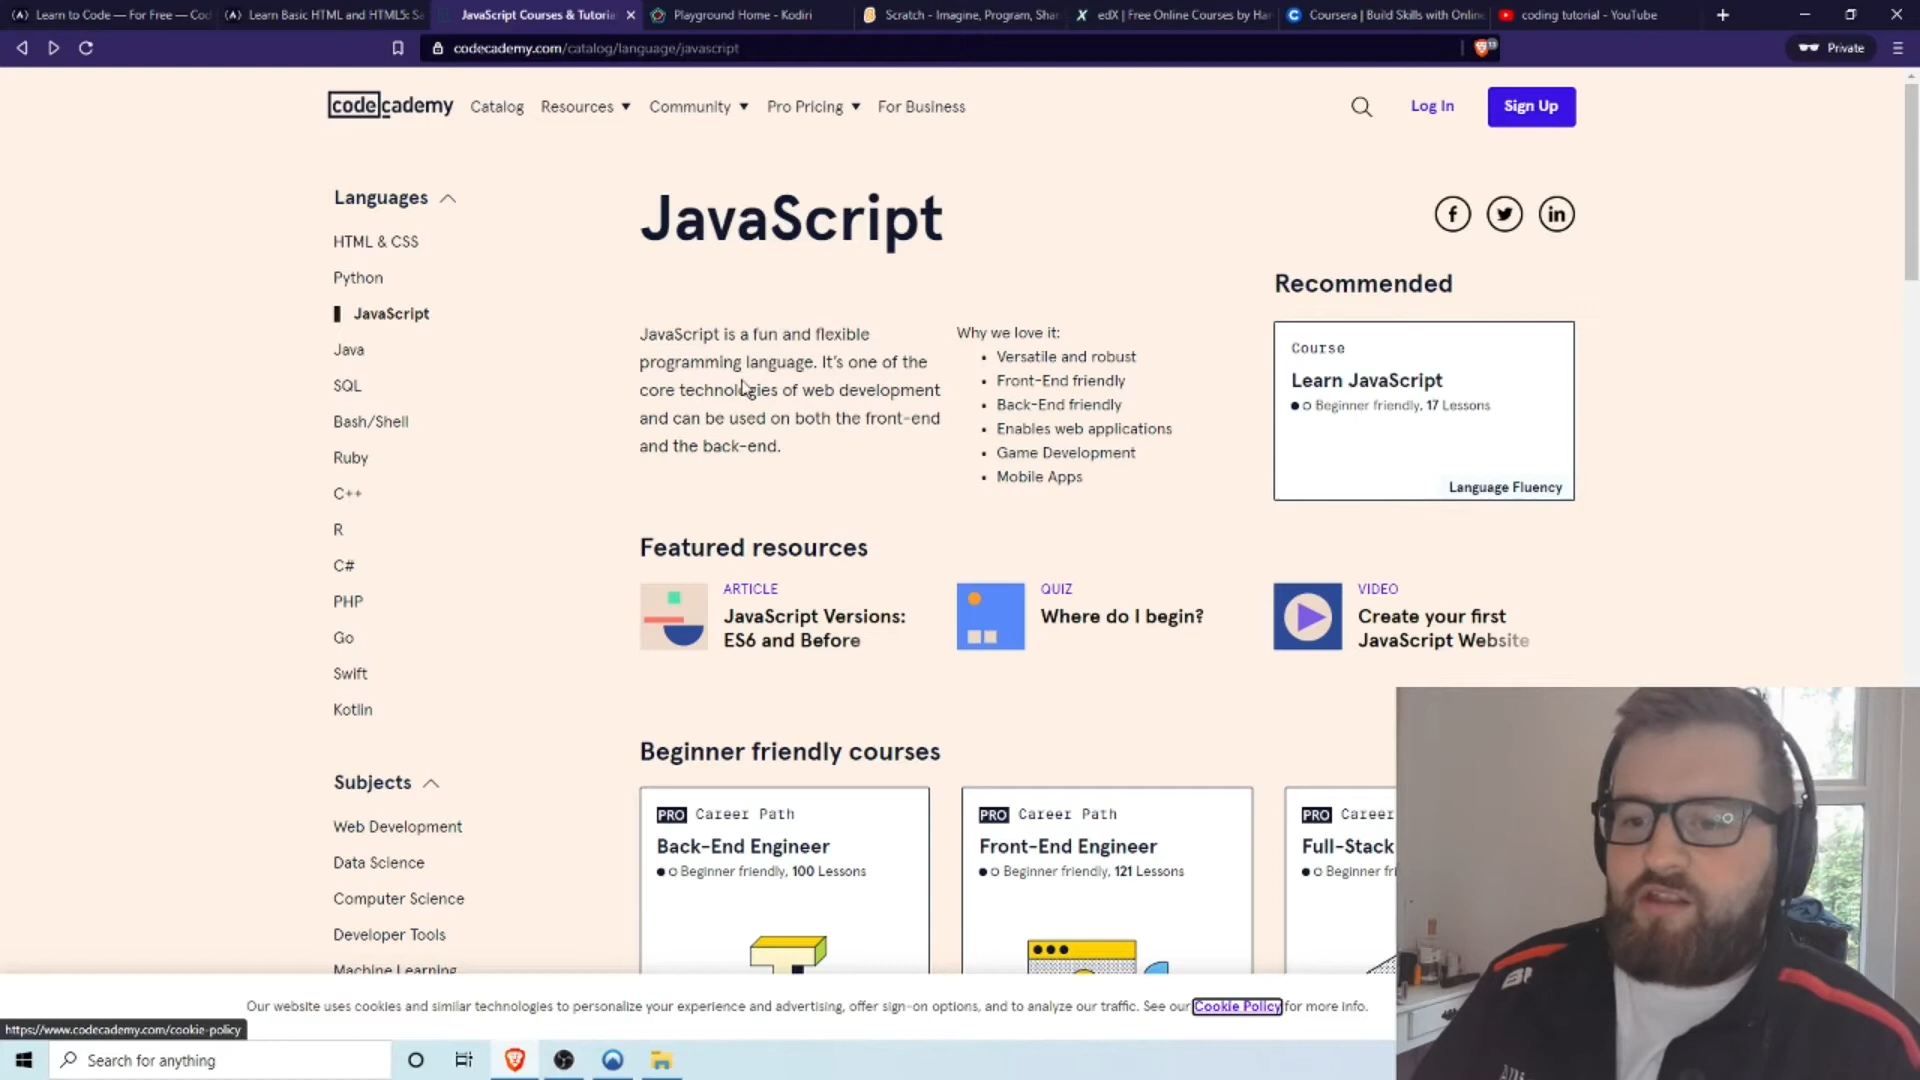 Learn to Code — For Free — Cod
Learn Basic HTML and HTML5: Sa
JavaScript Courses & Tutoria
Playground Home - Kodiri
Scratch - Imagine, Program, Shar
edX | Free Online Courses by Har
Coursera | Build Skills with Online
coding tutorial - YouTube
codecademy.com/catalog/language/javascript
Private
codecademy
Catalog
Resources
Community
Pro Pricing
For Business
Log In
Sign Up
Languages
HTML & CSS
Python
JavaScript
Java
SQL
Bash/Shell
Ruby
C++
R
C#
PHP
Go
Swift
Kotlin
Subjects
Web Development
Data Science
Computer Science
Developer Tools
Machine Learning
JavaScript
JavaScript is a fun and flexible
programming language. It's one of the
core technologies of web development
and can be used on both the front-end
and the back-end.
Why we love it:
• Versatile and robust
• Front-End friendly
• Back-End friendly
• Enables web applications
• Game Development
• Mobile Apps
Recommended
Course
Learn JavaScript
Beginner friendly, 17 Lessons
Language Fluency
Featured resources
ARTICLE
JavaScript Versions:
ES6 and Before
QUIZ
Where do I begin?
VIDEO
Create your first
JavaScript Website
Beginner friendly courses
PRO Career Path
Back-End Engineer
Beginner friendly, 100 Lessons
PRO Career Path
Front-End Engineer
Beginner friendly, 121 Lessons
PRO Career
Full-Stack
Beginner fri
Our website uses cookies and similar technologies to personalize your experience and advertising, offer sign-on options, and to analyze our traffic. See our Cookie Policy for more info.
https://www.codecademy.com/cookie-policy
Search for anything